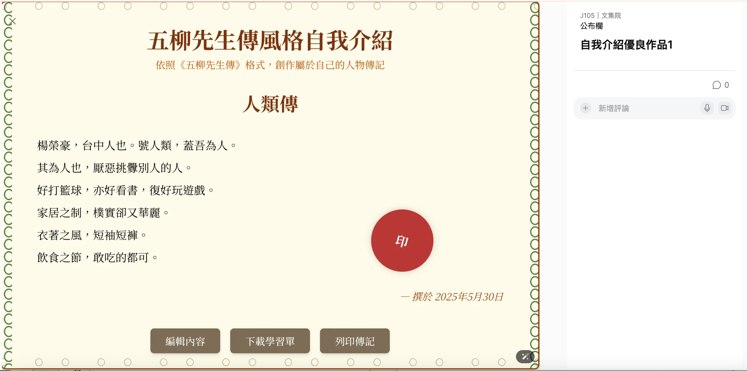 五柳先生傳風格自我介紹
依照《五柳先生傳》格式，創作屬於自己的人物傳記
人類傳
楊榮豪，台中人也。號人類，蓋吾為人。
其為人也，厭惡挑釁別人的人。
好打籃球，亦好看書，復好玩遊戲。
家居之制，樸實卻又華麗。
衣著之風，短袖短褲。
飲食之節，敢吃的都可。
印
— 撰於 2025年5月30日
編輯內容
下載學習單
列印傳記
J105｜文集院
公布欄
自我介紹優良作品1
0
新增評論